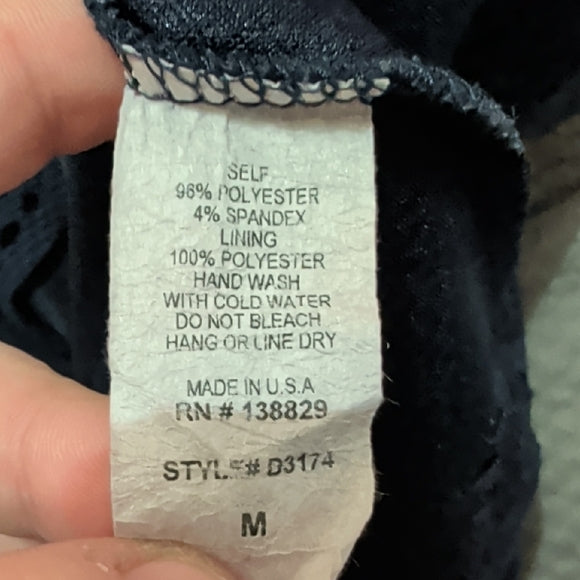 SELF
96% POLYESTER
4% SPANDEX
LINING
100% POLYESTER
HAND WASH
WITH COLD WATER
DO NOT BLEACH
HANG OR LINE DRY
MADE IN U.S.A
RN # 138829
STYLE# D3174
M